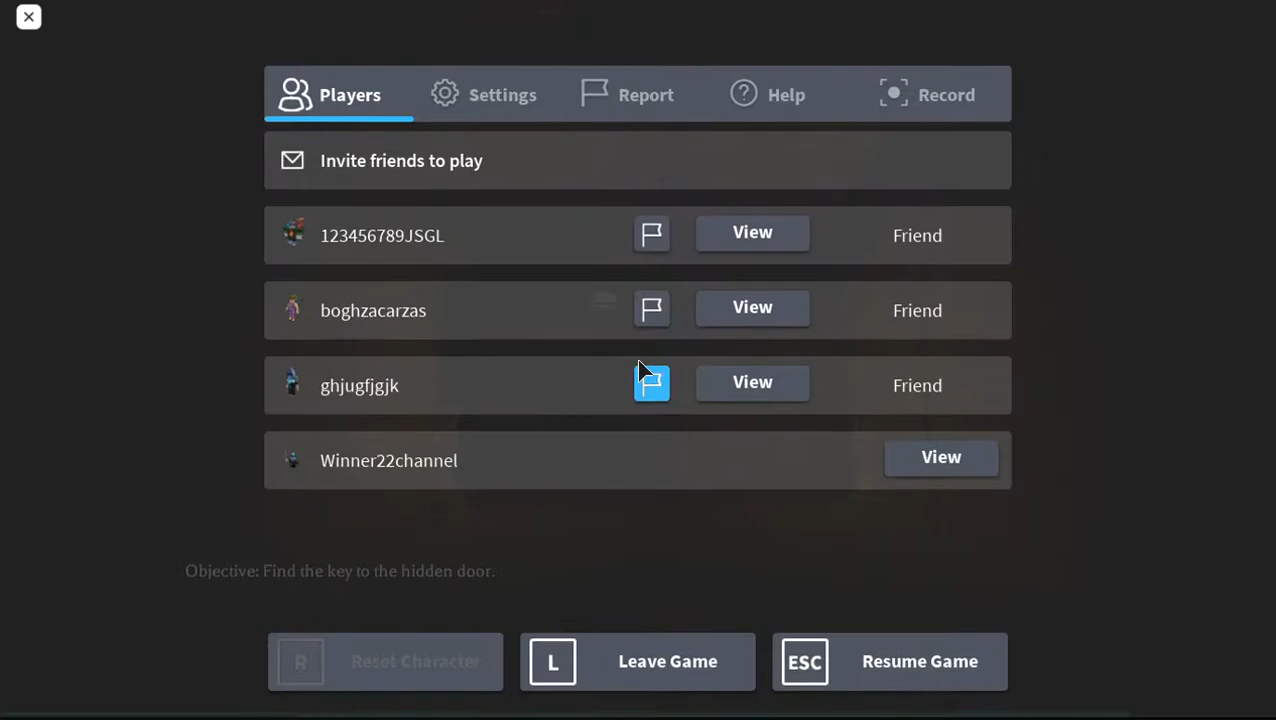 Players Settings Report Help Record
Invite friends to play
123456789JSGL View Friend
boghzacarzas View Friend
ghjugfjgjk View Friend
Winner22channel View
Objective: Find the key to the hidden door.
R Reset Character L Leave Game ESC Resume Game